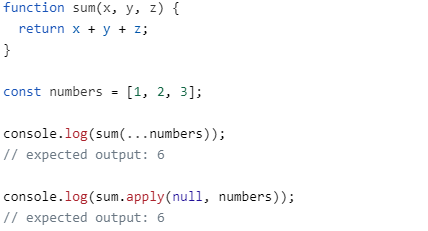 function sum(x, y, z) {
  return x + y + z;
}

const numbers = [1, 2, 3];

console.log(sum(...numbers));
// expected output: 6

console.log(sum.apply(null, numbers));
// expected output: 6